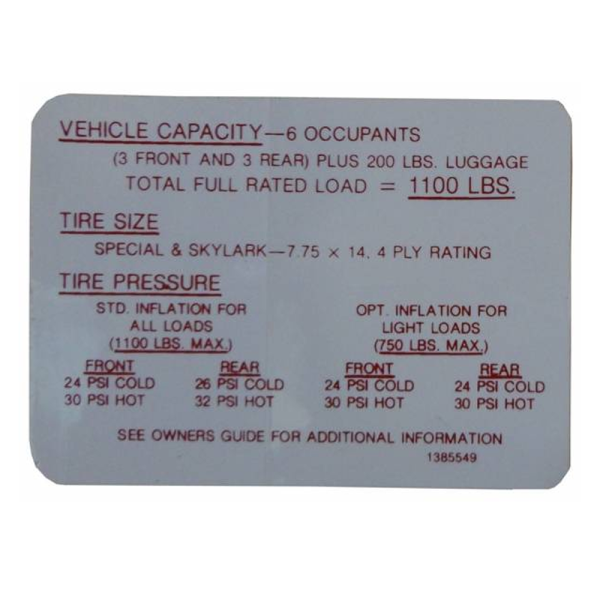 VEHICLE CAPACITY—6 OCCUPANTS
(3 FRONT AND 3 REAR) PLUS 200 LBS. LUGGAGE
TOTAL FULL RATED LOAD = 1100 LBS.
TIRE SIZE
SPECIAL & SKYLARK—7.75 x 14, 4 PLY RATING
TIRE PRESSURE
STD. INFLATION FOR
ALL LOADS
(1100 LBS. MAX.)
FRONT REAR
24 PSI COLD 26 PSI COLD
30 PSI HOT 32 PSI HOT
OPT. INFLATION FOR
LIGHT LOADS
(750 LBS. MAX.)
FRONT REAR
24 PSI COLD 24 PSI COLD
30 PSI HOT 30 PSI HOT
SEE OWNERS GUIDE FOR ADDITIONAL INFORMATION
1385549